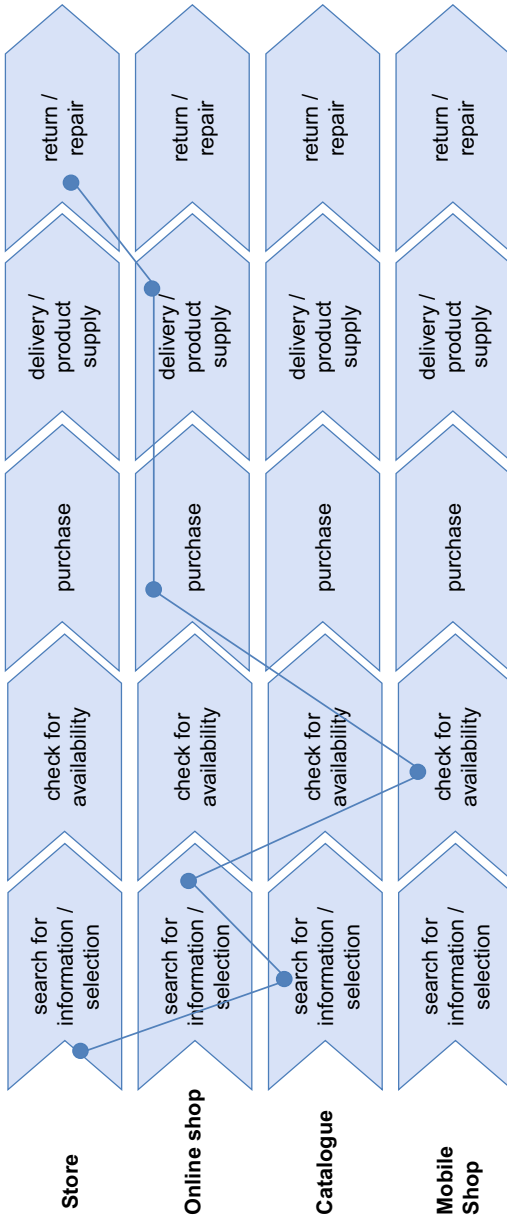 Store
search for
information /
selection
check for
availability
purchase
delivery /
product
supply
return /
repair
Online shop
search for
information /
selection
check for
availability
purchase
delivery /
product
supply
return /
repair
Catalogue
search for
information /
selection
check for
availability
purchase
delivery /
product
supply
return /
repair
Mobile
Shop
search for
information /
selection
check for
availability
purchase
delivery /
product
supply
return /
repair